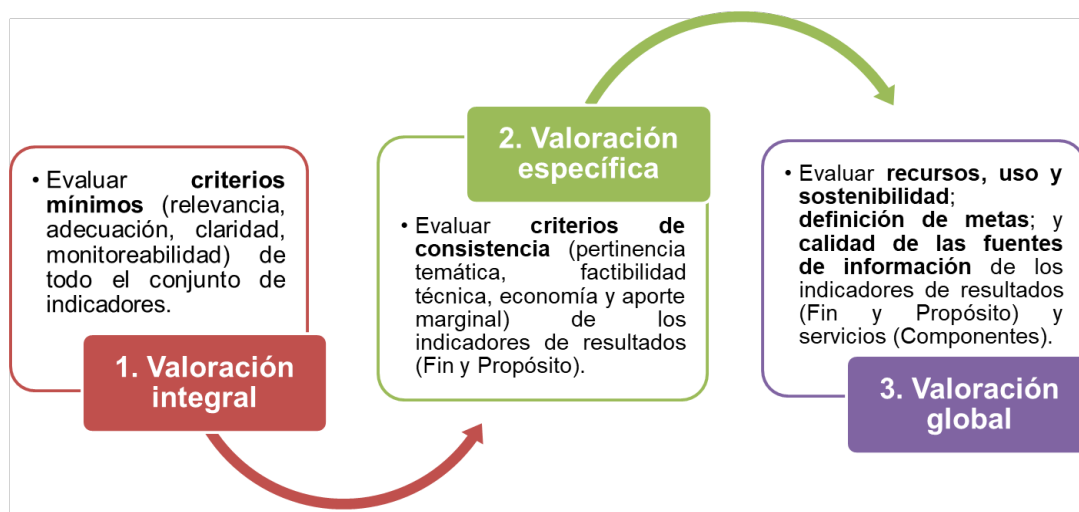 • Evaluar criterios
mínimos (relevancia,
adecuación, claridad,
monitoreabilidad) de
todo el conjunto de
indicadores.
1. Valoración
integral
2. Valoración
específica
• Evaluar criterios de
consistencia (pertinencia
temática, factibilidad
técnica, economía y aporte
marginal) de los
indicadores de resultados
(Fin y Propósito).
• Evaluar recursos, uso y
sostenibilidad;
definición de metas; y
calidad de las fuentes
de información de los
indicadores de resultados
(Fin y Propósito) y
servicios (Componentes).
3. Valoración
global